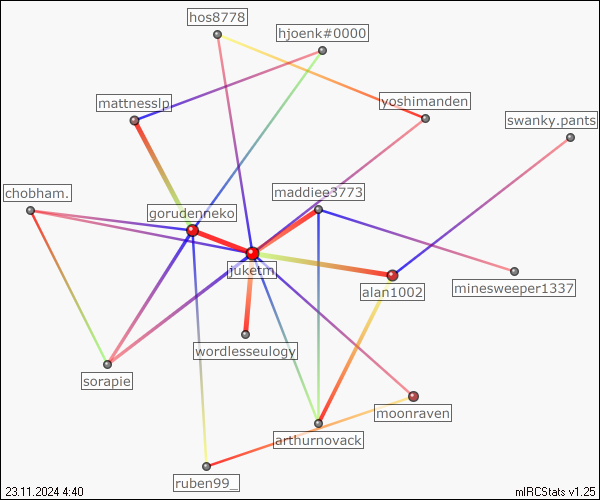 hos8778
hjoenk#0000
mattnesslp
yoshimanden
swanky.pants
chobham.
maddiee3773
gorudenneko
juketm
alan1002
minesweeper1337
wordlesseulogy
sorapie
moonraven
arthurnovack
ruben99_
23.11.2024 4:40
mIRCStats v1.25